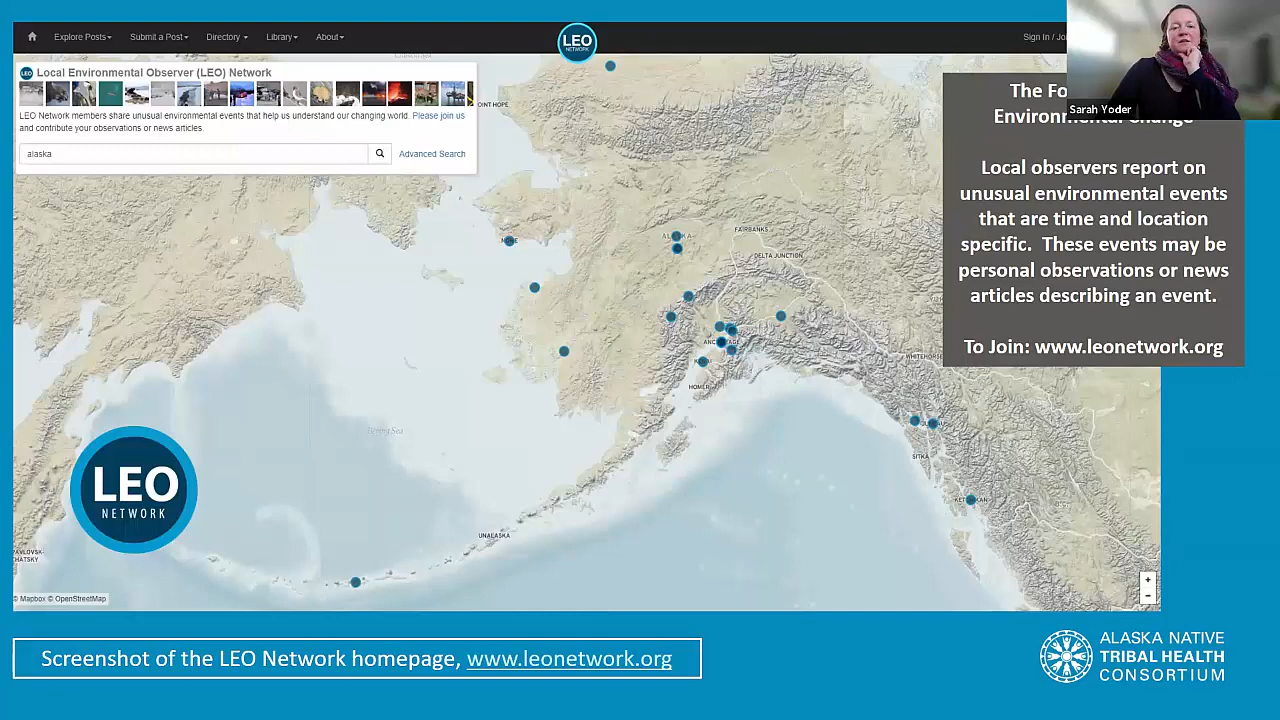 Explore Posts
Submit a Post
Directory
Library
About
LEO
NETWORK
Sign In / Joi
Sarah Yoder
LEO Local Environmental Observer (LEO) Network
LEO Network members share unusual environmental events that help us understand our changing world. Please join us
and contribute your observations or news articles.
alaska
Advanced Search
The Fo
Environmental Change
Local observers report on
unusual environmental events
that are time and location
specific. These events may be
personal observations or news
articles describing an event.
To Join: www.leonetwork.org
POINT HOPE
NOME
ALASKA
FAIRBANKS
DELTA JUNCTION
ANCHORAGE
HOMER
WHITEHORSE
JUNEAU
SITKA
KETCHIKAN
Bering Sea
UNALASKA
LEO
NETWORK
© Mapbox © OpenStreetMap
+
−
Screenshot of the LEO Network homepage, www.leonetwork.org
ALASKA NATIVE
TRIBAL HEALTH
CONSORTIUM